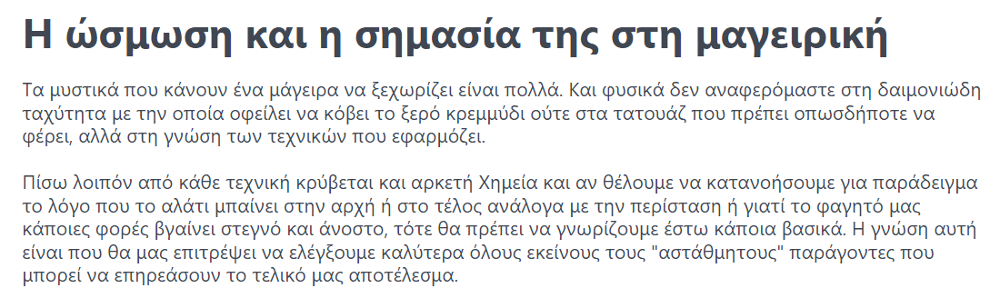 Η ώσμωση και η σημασία της στη μαγειρική
Τα μυστικά που κάνουν ένα μάγειρα να ξεχωρίζει είναι πολλά. Και φυσικά δεν αναφερόμαστε στη δαιμονιώδη
ταχύτητα με την οποία οφείλει να κόβει το ξερό κρεμμύδι ούτε στα τατουάζ που πρέπει οπωσδήποτε να
φέρει, αλλά στη γνώση των τεχνικών που εφαρμόζει.
Πίσω λοιπόν από κάθε τεχνική κρύβεται και αρκετή Χημεία και αν θέλουμε να κατανοήσουμε για παράδειγμα
το λόγο που το αλάτι μπαίνει στην αρχή ή στο τέλος ανάλογα με την περίσταση ή γιατί το φαγητό μας
κάποιες φορές βγαίνει στεγνό και άνοστο, τότε θα πρέπει να γνωρίζουμε έστω κάποια βασικά. Η γνώση αυτή
είναι που θα μας επιτρέψει να ελέγξουμε καλύτερα όλους εκείνους τους "αστάθμητους" παράγοντες που
μπορεί να επηρεάσουν το τελικό μας αποτέλεσμα.